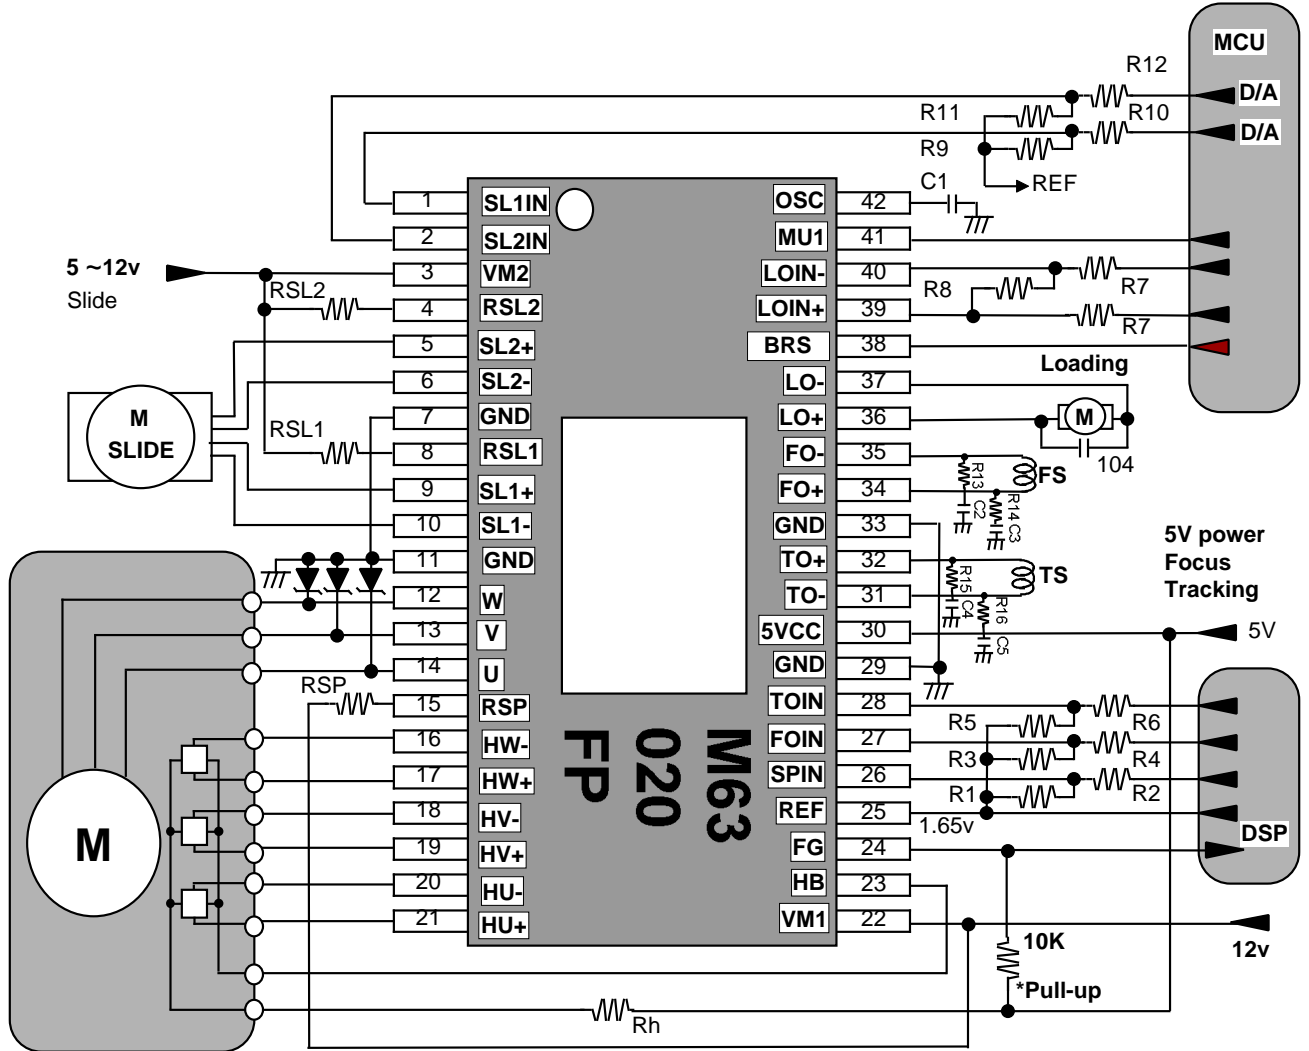 MCU
R12
D/A
R11
R10
D/A
R9
C1
REF
1
SL1IN
OSC
42
2
SL2IN
MU1
41
5 ~12v
3
VM2
LOIN-
40
Slide
RSL2
4
RSL2
LOIN+
39
R8
R7
R7
5
SL2+
BRS
38
Loading
6
SL2-
LO-
37
M
SLIDE
7
GND
LO+
36
M
104
RSL1
8
RSL1
FO-
35
R13
C2
FS
9
SL1+
FO+
34
R14
C3
10
SL1-
GND
33
5V power
Focus
Tracking
11
GND
TO+
32
R15
C4
TS
12
W
TO-
31
R16
C5
13
V
5VCC
30
5V
14
U
GND
29
RSP
15
RSP
TOIN
28
R5
R6
16
HW-
FOIN
27
R3
R4
17
HW+
SPIN
26
R1
R2
18
HV-
REF
25
1.65v
DSP
19
HV+
FG
24
20
HU-
HB
23
21
HU+
VM1
22
12v
M
M63
020
FP
10K
*Pull-up
Rh